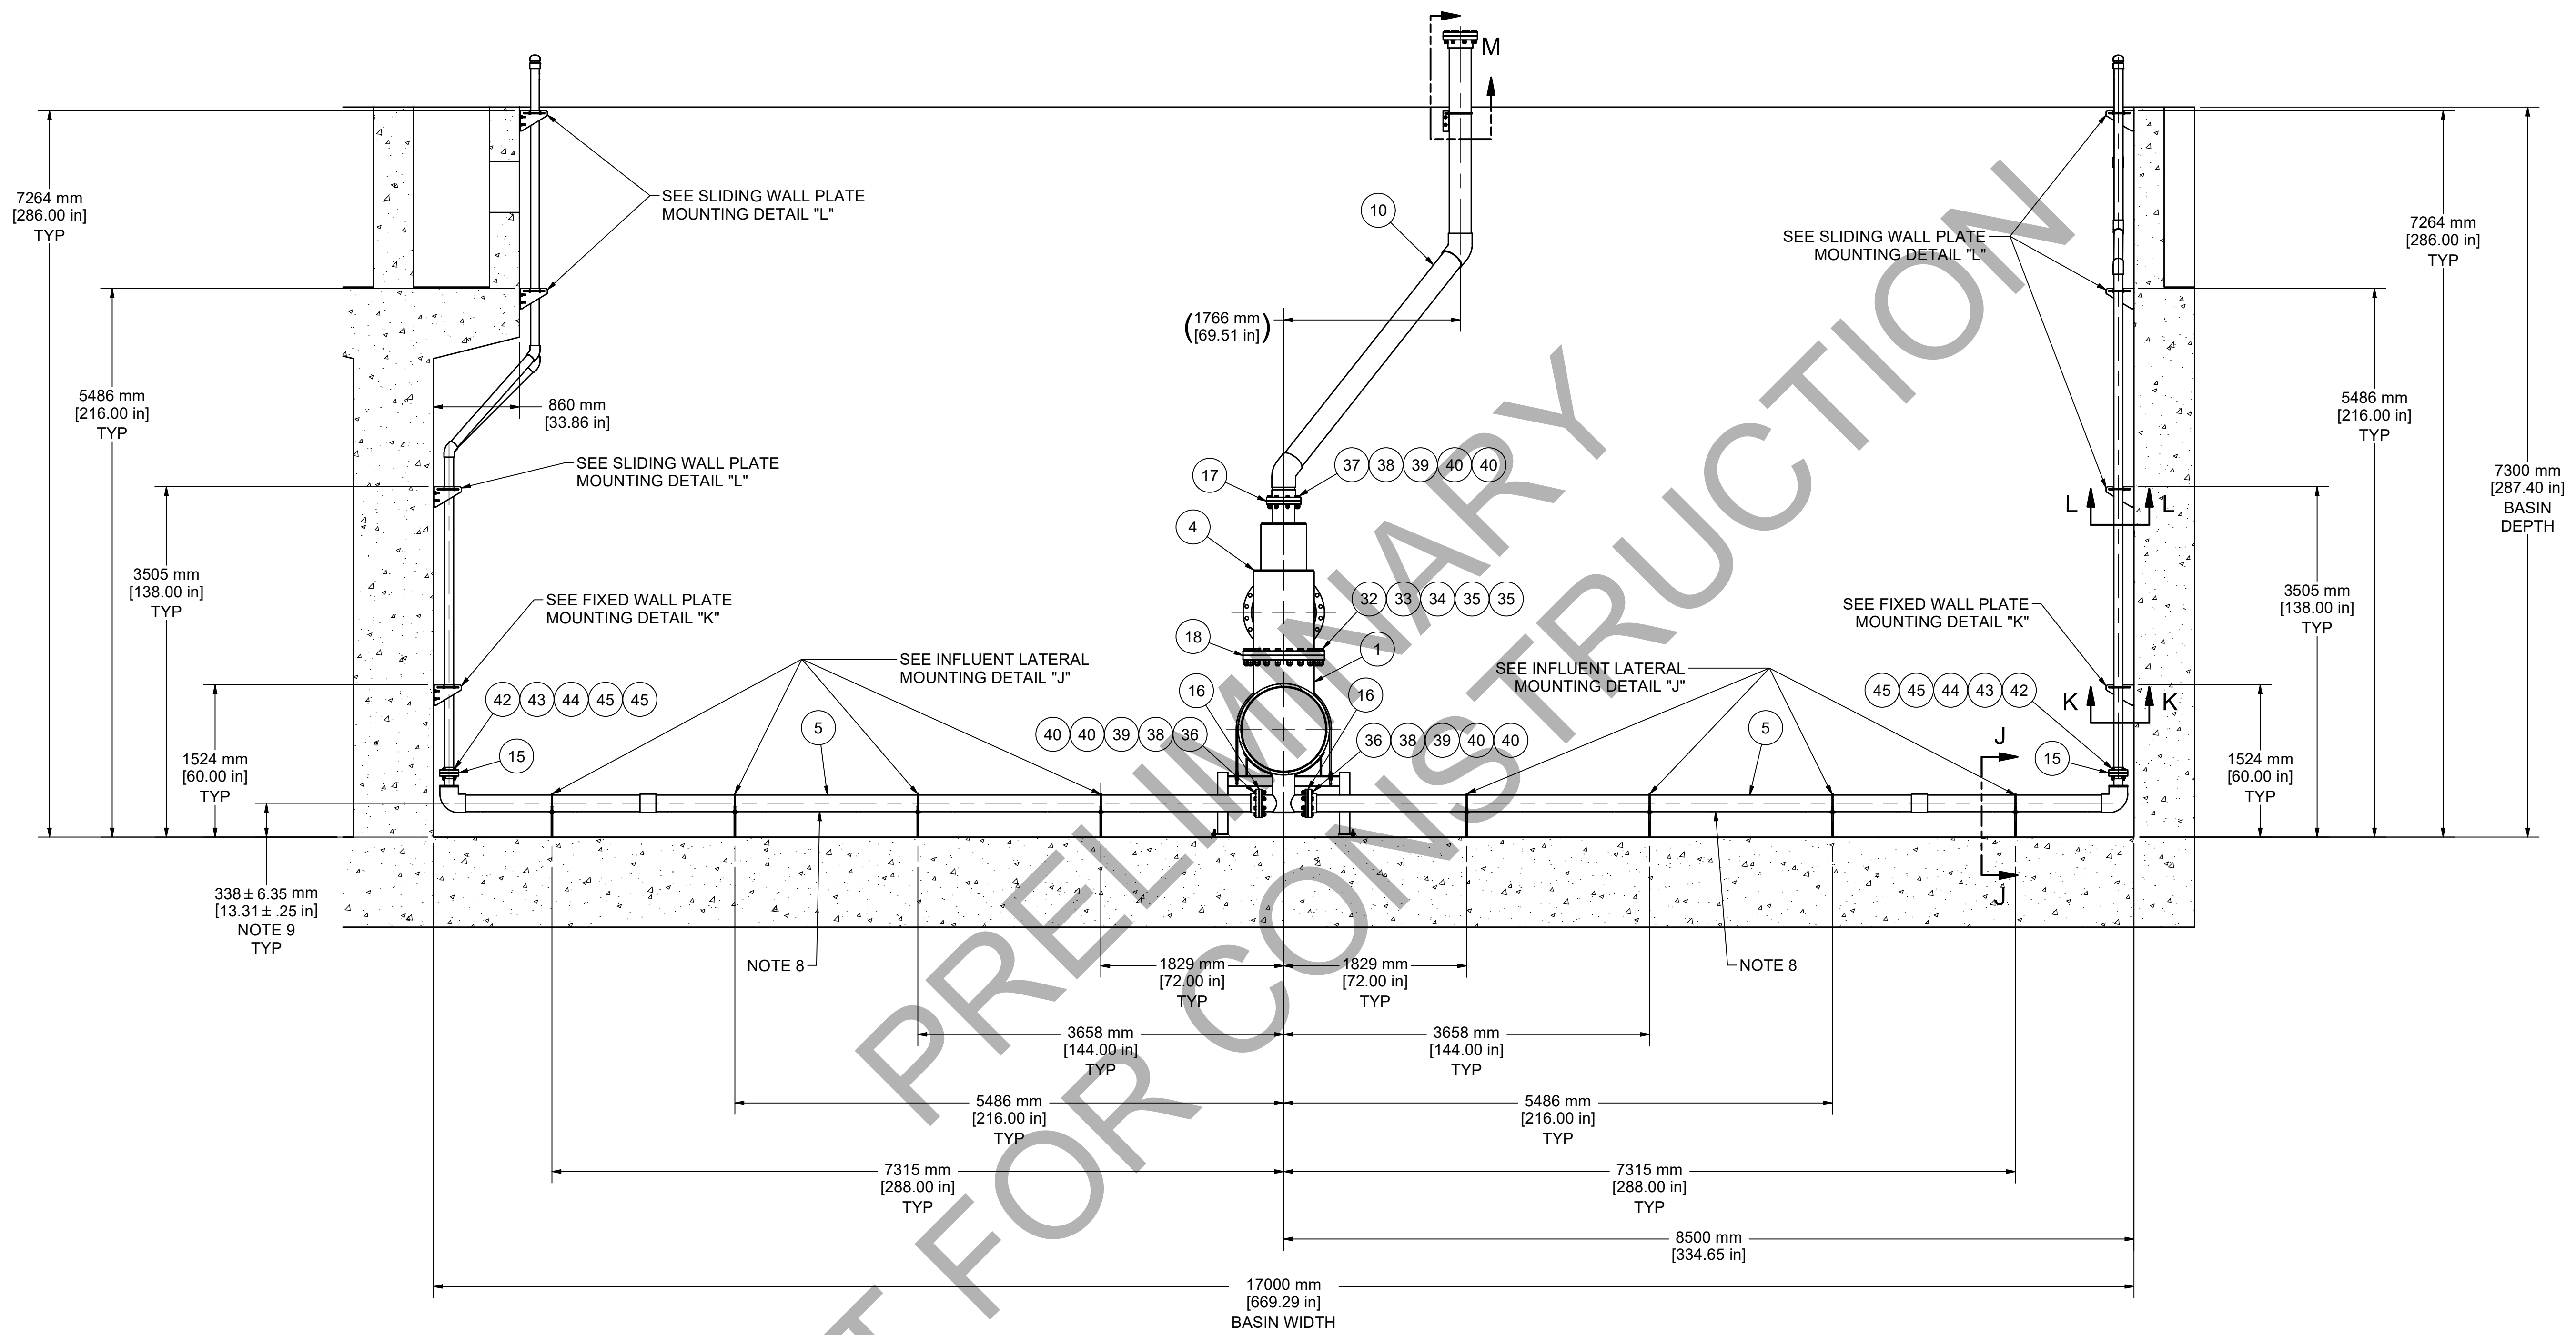 M
7264 mm
[286.00 in]
TYP
SEE SLIDING WALL PLATE
MOUNTING DETAIL "L"
10
SEE SLIDING WALL PLATE
MOUNTING DETAIL "L"
7264 mm
[286.00 in]
TYP
(1766 mm
[69.51 in])
5486 mm
[216.00 in]
TYP
860 mm
[33.86 in]
5486 mm
[216.00 in]
TYP
SEE SLIDING WALL PLATE
MOUNTING DETAIL "L"
17
37 38 39 40 40
7300 mm
[287.40 in]
BASIN
DEPTH
L L
4
3505 mm
[138.00 in]
TYP
SEE FIXED WALL PLATE
MOUNTING DETAIL "K"
32 33 34 35 35
SEE FIXED WALL PLATE
MOUNTING DETAIL "K"
3505 mm
[138.00 in]
TYP
18
1
SEE INFLUENT LATERAL
MOUNTING DETAIL "J"
SEE INFLUENT LATERAL
MOUNTING DETAIL "J"
42 43 44 45 45
16
16
45 45 44 43 42
K K
5
40 40 39 38 36
36 38 39 40 40
5
J
15
15
1524 mm
[60.00 in]
TYP
1524 mm
[60.00 in]
TYP
338 ± 6.35 mm
[13.31 ± .25 in]
NOTE 9
TYP
J
NOTE 8
1829 mm
[72.00 in]
TYP
1829 mm
[72.00 in]
TYP
NOTE 8
3658 mm
[144.00 in]
TYP
3658 mm
[144.00 in]
TYP
5486 mm
[216.00 in]
TYP
5486 mm
[216.00 in]
TYP
7315 mm
[288.00 in]
TYP
7315 mm
[288.00 in]
TYP
8500 mm
[334.65 in]
17000 mm
[669.29 in]
BASIN WIDTH
PRELIMINARY
FOR CONSTRUCTION